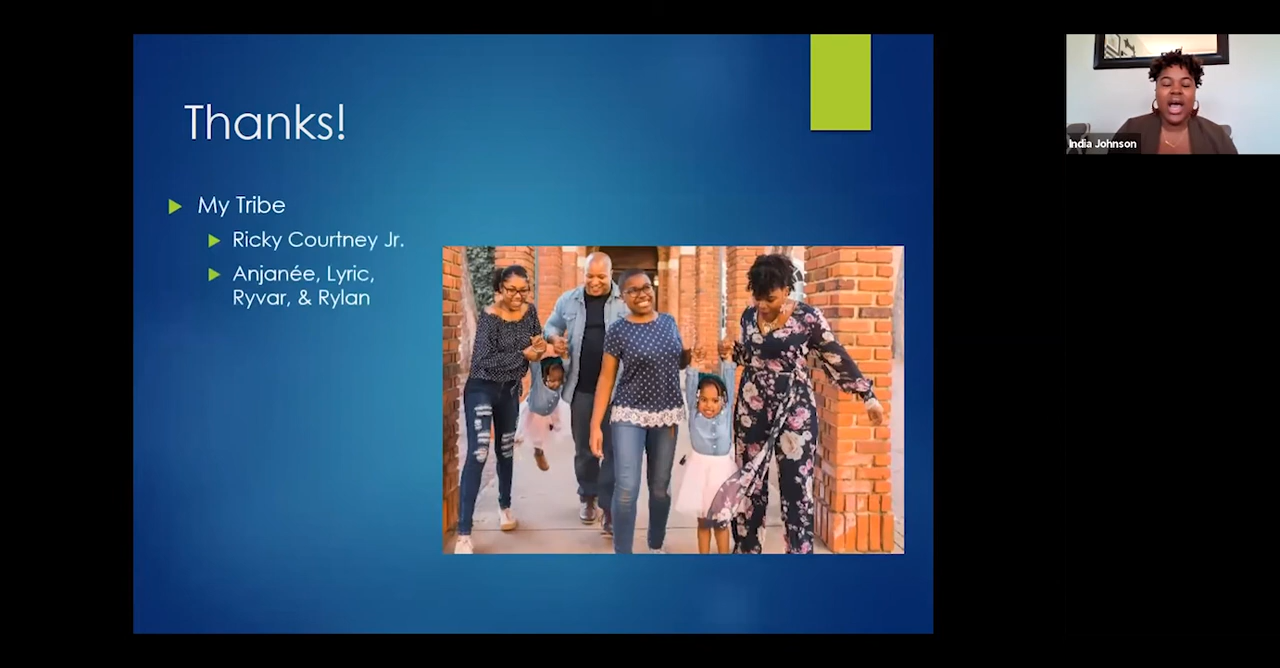 Thanks!
My Tribe
Ricky Courtney Jr.
Anjanée, Lyric,
Ryvar, & Rylan
India Johnson